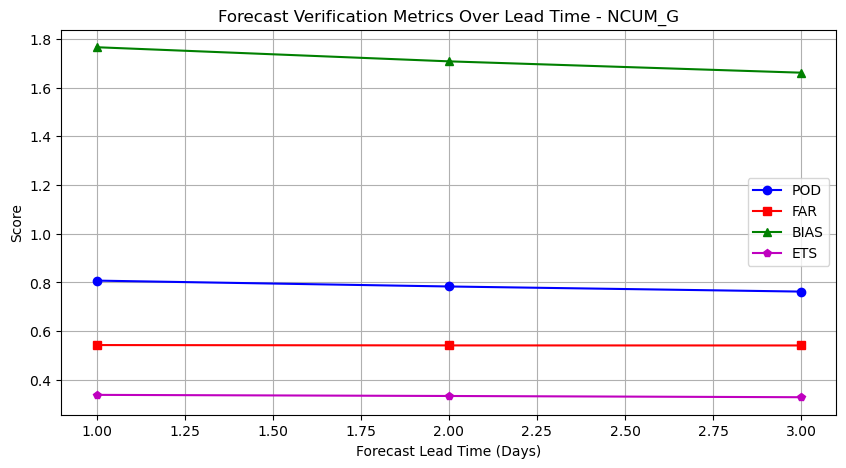 Forecast Verification Metrics Over Lead Time - NCUM_G
Score
1.8
1.6
1.4
1.2
1.0
0.8
0.6
0.4
POD
FAR
BIAS
ETS
1.00 1.25 1.50 1.75 2.00 2.25 2.50 2.75 3.00
Forecast Lead Time (Days)